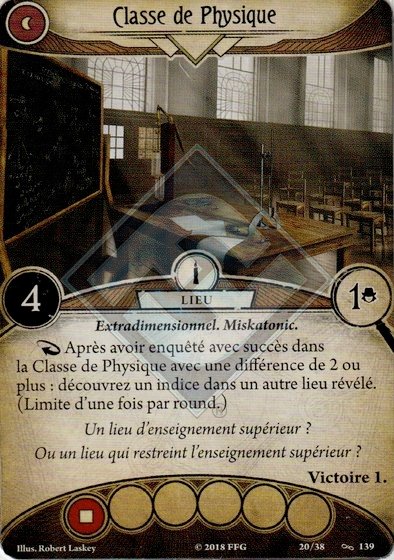 Classe de Physique
4
LIEU
1
Extradimensionnel. Miskatonic.
Après avoir enquêté avec succès dans
la Classe de Physique avec une différence de 2 ou
plus : découvrez un indice dans un autre lieu révélé.
(Limite d'une fois par round.)
Un lieu d'enseignement supérieur ?
Ou un lieu qui restreint l'enseignement supérieur ?
Victoire 1.
Illus. Robert Laskey
© 2018 FFG
20/38
139